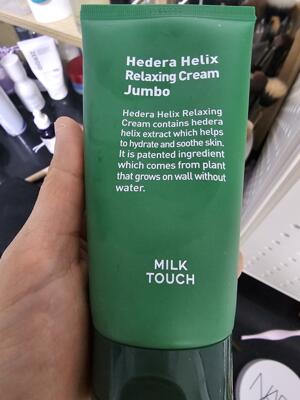 Hedera Helix
Relaxing Cream
Jumbo
Hedera Helix Relaxing
Cream contains hedera
helix extract which helps
to hydrate and soothe skin.
It is patented ingredient
which comes from plant
that grows on wall without
water.
MILK
TOUCH
NAR